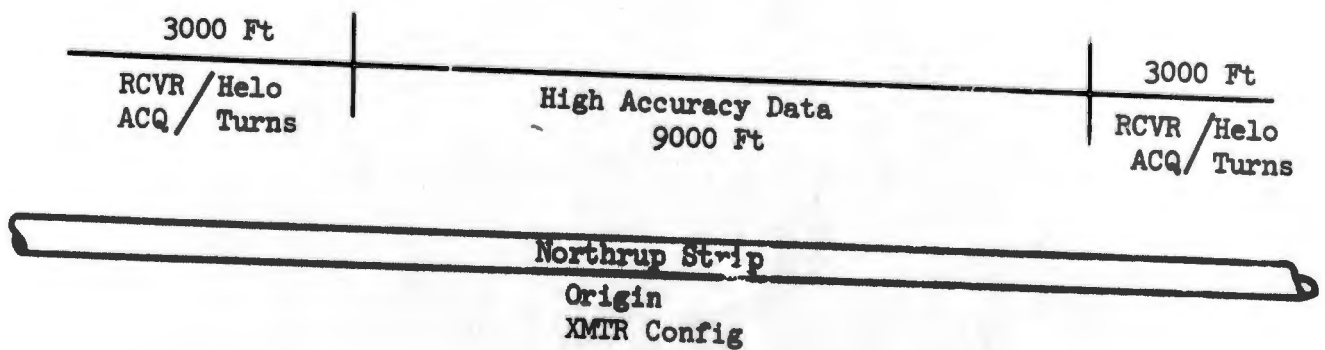 3000 Ft
RCVR / Helo
ACQ / Turns
High Accuracy Data
9000 Ft
3000 Ft
RCVR / Helo
ACQ / Turns
Northrup Strip
Origin
XMTR Config